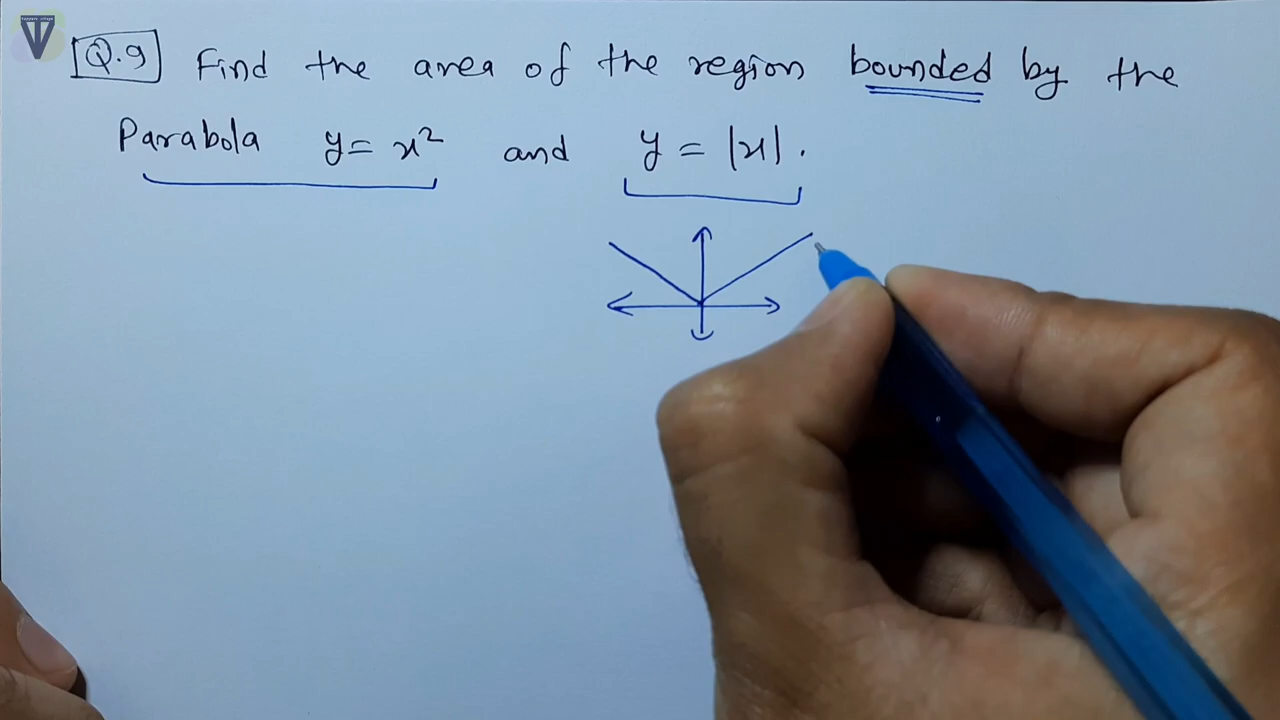 Q.9 Find the area of the region bounded by the
Parabola y = x² and y = |x|.